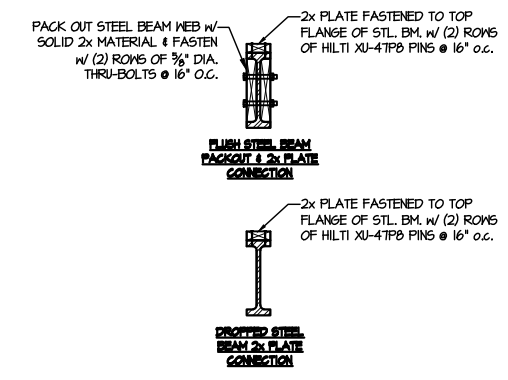 PACK OUT STEEL BEAM WEB W/
SOLID 2x MATERIAL & FASTEN
W/ (2) ROWS OF 5/8" DIA.
THRU-BOLTS @ 16" O.C.
2x PLATE FASTENED TO TOP
FLANGE OF STL. BM. W/ (2) ROWS
OF HILTI XU-47P8 PINS @ 16" o.c.
FLUSH STEEL BEAM
PACKOUT & 2x PLATE
CONNECTION
2x PLATE FASTENED TO TOP
FLANGE OF STL. BM. W/ (2) ROWS
OF HILTI XU-47P8 PINS @ 16" o.c.
DROPPED STEEL
BEAM 2x PLATE
CONNECTION